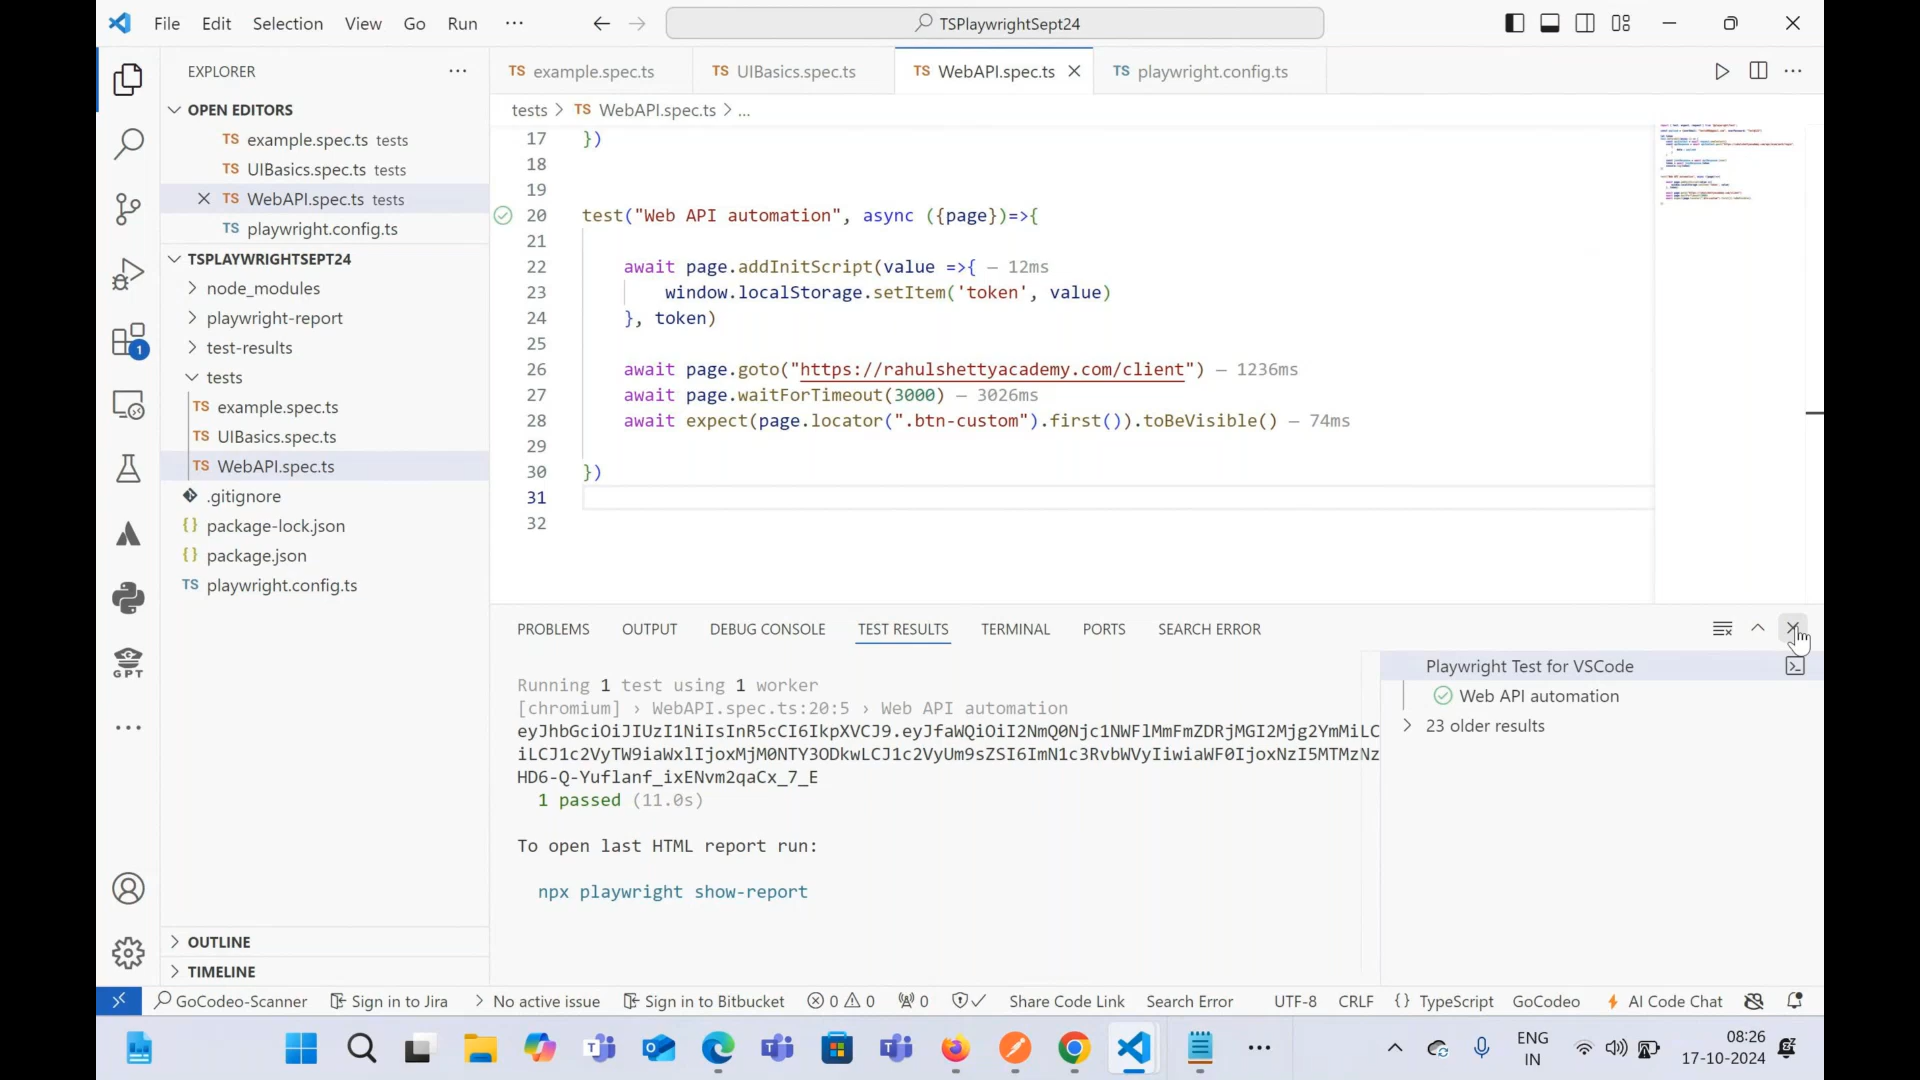 File Edit Selection View Go Run ···
TSPlaywrightSept24
EXPLORER
OPEN EDITORS
TS example.spec.ts tests
TS UIBasics.spec.ts tests
TS WebAPI.spec.ts tests
TS playwright.config.ts
TSPLAYWRIGHTSEPT24
node_modules
playwright-report
test-results
tests
TS example.spec.ts
TS UIBasics.spec.ts
TS WebAPI.spec.ts
.gitignore
{} package-lock.json
{} package.json
TS playwright.config.ts
OUTLINE
TIMELINE
1
GPT
TS example.spec.ts TS UIBasics.spec.ts TS WebAPI.spec.ts TS playwright.config.ts
tests > TS WebAPI.spec.ts > ...
17 })
18
19
20 test("Web API automation", async ({page})=>{
21
22 await page.addInitScript(value =>{ — 12ms
23 window.localStorage.setItem('token', value)
24 }, token)
25
26 await page.goto("https://rahulshettyacademy.com/client") — 1236ms
27 await page.waitForTimeout(3000) — 3026ms
28 await expect(page.locator(".btn-custom").first()).toBeVisible() — 74ms
29
30 })
31
32
PROBLEMS OUTPUT DEBUG CONSOLE TEST RESULTS TERMINAL PORTS SEARCH ERROR
Running 1 test using 1 worker
[chromium] › WebAPI.spec.ts:20:5 › Web API automation
eyJhbGciOiJIUzI1NiIsInR5cCI6IkpXVCJ9.eyJfaWQiOiI2NmQ0Njc1NWFlMmFmZDRjMGI2Mjg2YmMiLC
iLCJ1c2VyTW9iaWxlIjoxMjM0NTY3ODkwLCJ1c2VyUm9sZSI6ImN1c3RvbWVyIiwiaWF0IjoxNzI5MTMzNz
HD6-Q-Yuflanf_ixENvm2qaCx_7_E
1 passed (11.0s)
To open last HTML report run:
npx playwright show-report
Playwright Test for VSCode
Web API automation
23 older results
GoCodeo-Scanner Sign in to Jira No active issue Sign in to Bitbucket 0 0 0 Share Code Link Search Error UTF-8 CRLF {} TypeScript GoCodeo AI Code Chat
ENG
IN
08:26
17-10-2024